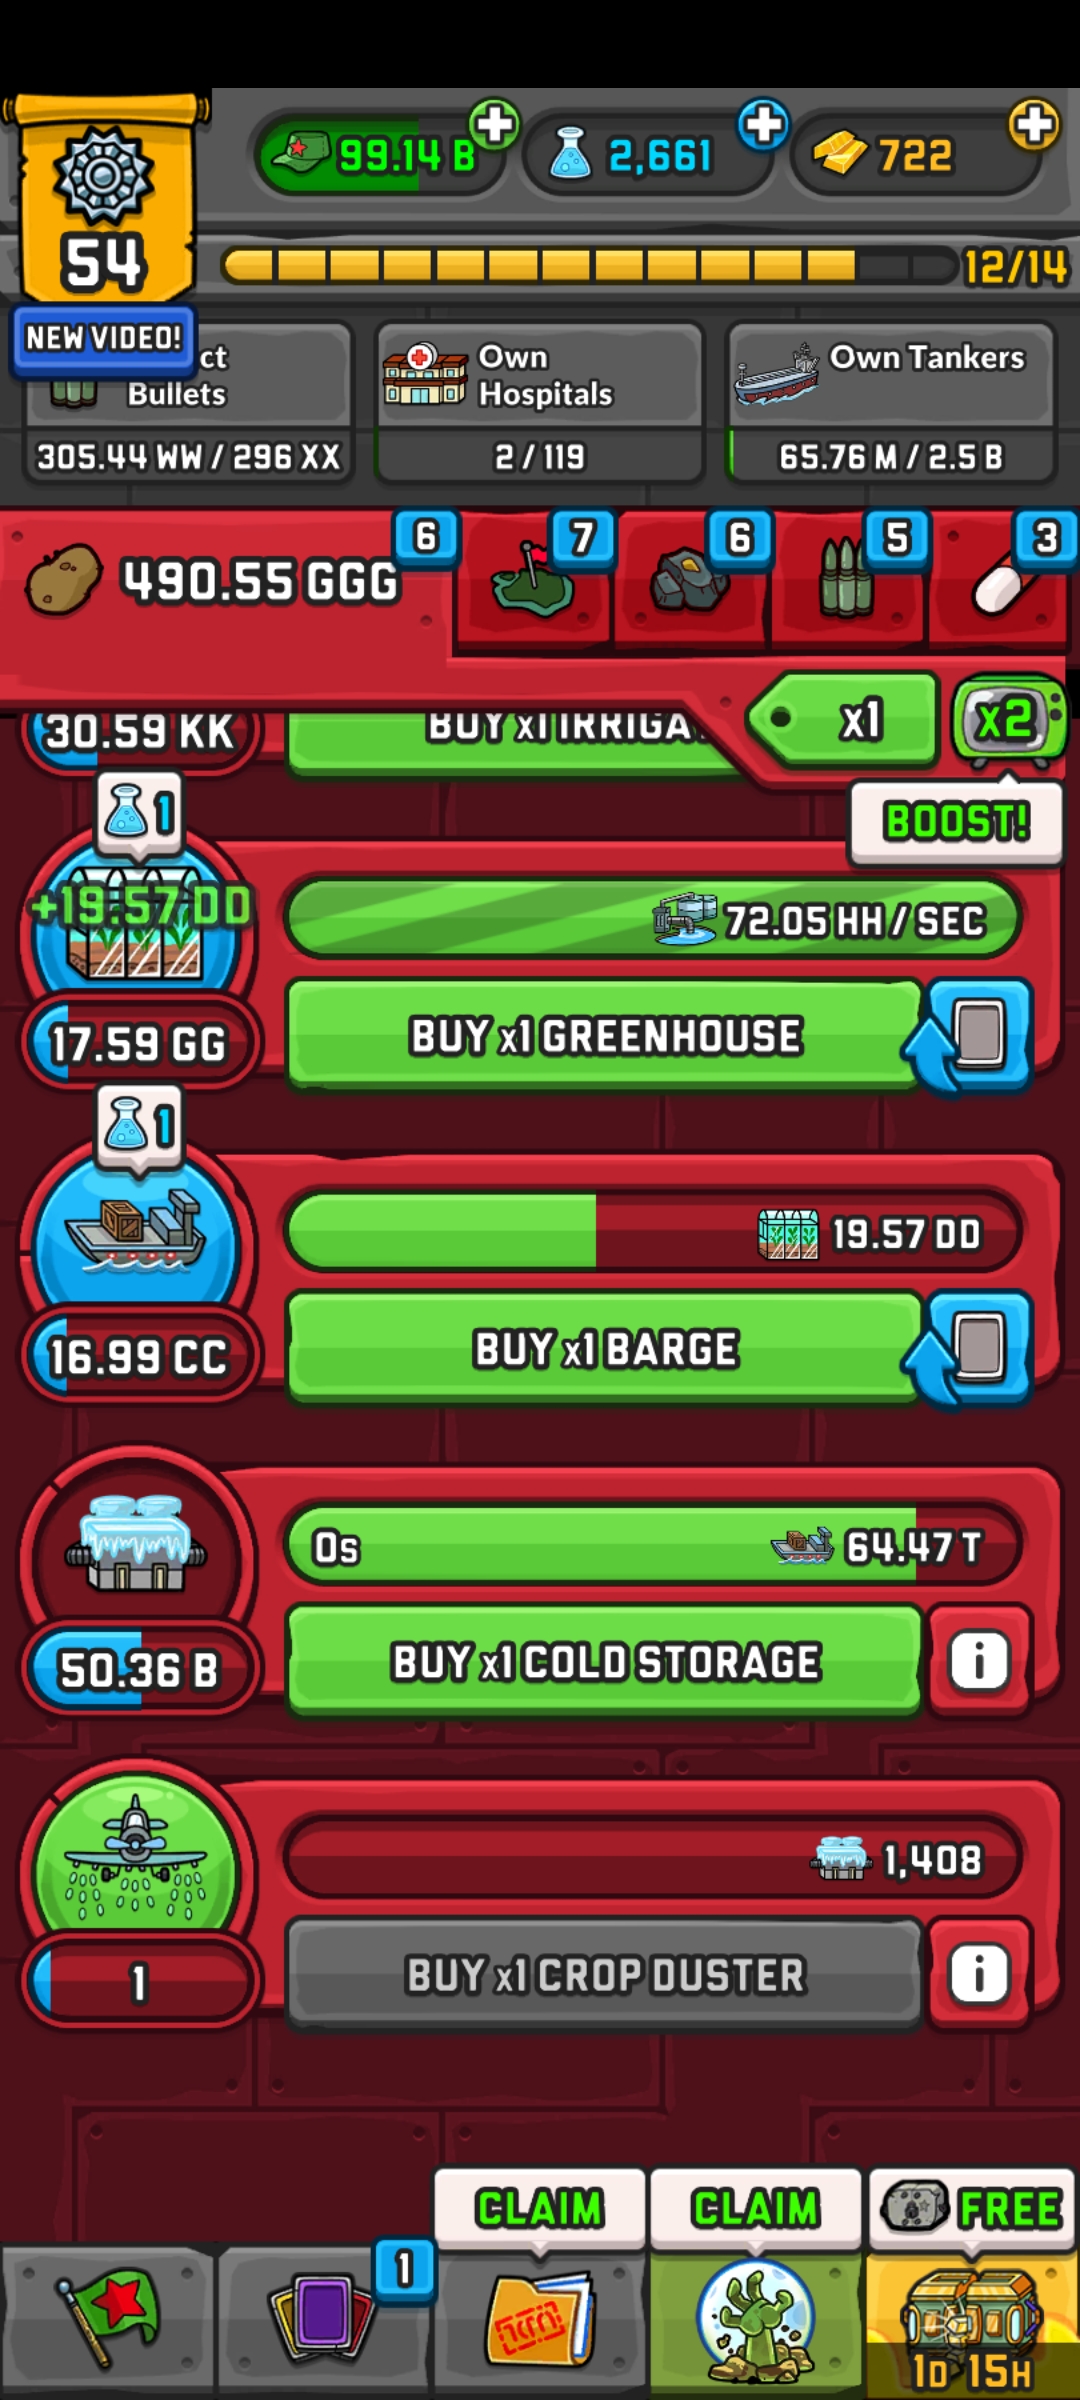 99.14 B
2,661
722
54
12/14
NEW VIDEO!
ct
Bullets
305.44 WW / 296 XX
Own
Hospitals
2 / 119
Own Tankers
65.76 M / 2.5 B
490.55 GGG
6
7
6
5
3
x1
x2
BOOST!
30.59 KK
BUY x1 IRRIGA
1
+19.57 DD
72.05 HH / SEC
17.59 GG
BUY x1 GREENHOUSE
1
19.57 DD
16.99 CC
BUY x1 BARGE
0s
64.47 T
50.36 B
BUY x1 COLD STORAGE
i
1,408
1
BUY x1 CROP DUSTER
i
CLAIM
CLAIM
FREE
1
1D 15H